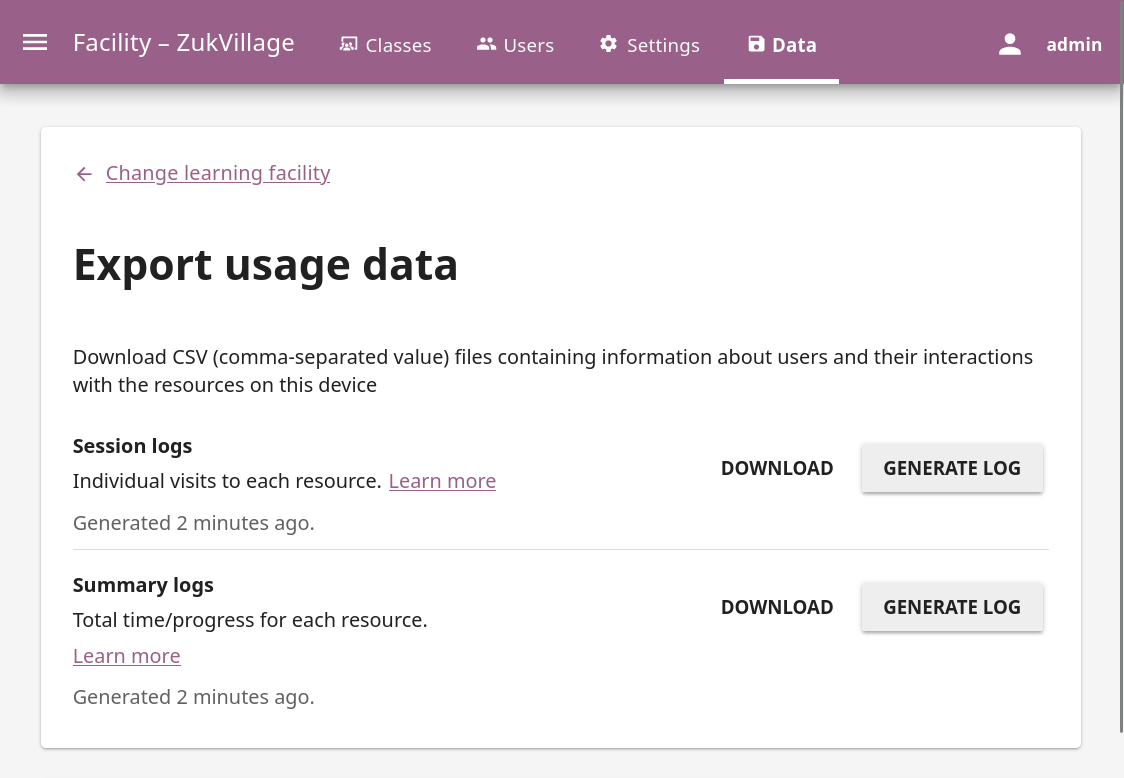 Facility – ZukVillage Classes Users Settings Data admin
Change learning facility
Export usage data
Download CSV (comma-separated value) files containing information about users and their interactions
with the resources on this device
Session logs
Individual visits to each resource. Learn more
DOWNLOAD GENERATE LOG
Generated 2 minutes ago.
Summary logs
Total time/progress for each resource.
DOWNLOAD GENERATE LOG
Learn more
Generated 2 minutes ago.